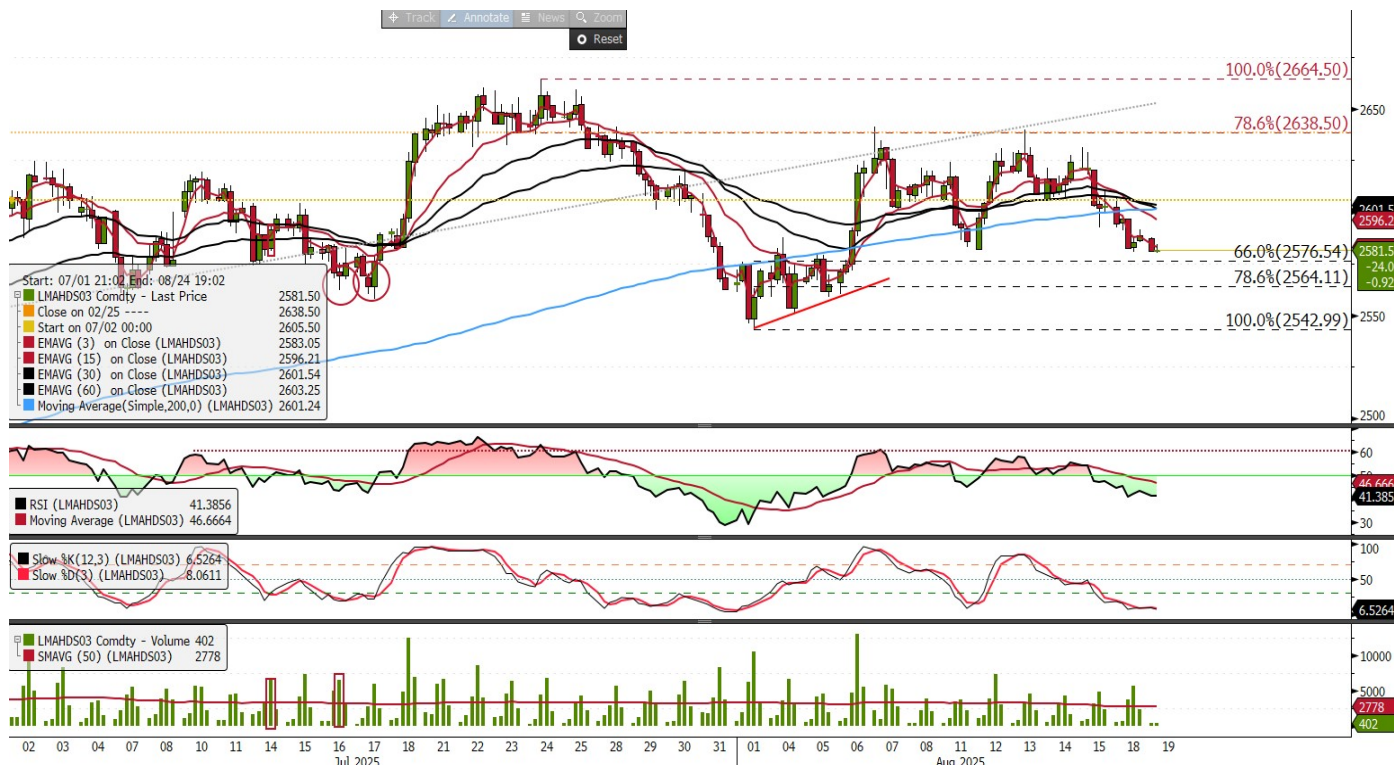 Track Annotate News Zoom
Reset
100.0%(2664.50)
2650
78.6%(2638.50)
2601.5
2596.2
66.0%(2576.54)
2581.5
-24.0
-0.92
78.6%(2564.11)
2550
100.0%(2542.99)
2500
Start: 07/01 21:02 End: 08/24 19:02
LMAHDS03 Comdty - Last Price 2581.50
Close on 02/25 ---- 2638.50
Start on 07/02 00:00 2605.50
EMAVG (3) on Close (LMAHDS03) 2583.05
EMAVG (15) on Close (LMAHDS03) 2596.21
EMAVG (30) on Close (LMAHDS03) 2601.54
EMAVG (60) on Close (LMAHDS03) 2603.25
Moving Average(Simple,200,0) (LMAHDS03) 2601.24
60
50
46.666
41.385
30
RSI (LMAHDS03) 41.3856
Moving Average (LMAHDS03) 46.6664
100
50
6.5264
Slow %K(12,3) (LMAHDS03) 6.5264
Slow %D(3) (LMAHDS03) 8.0611
LMAHDS03 Comdty - Volume 402
SMAVG (50) (LMAHDS03) 2778
10000
5000
2778
402
02 03 04 07 08 10 11 14 15 16 17 18 21 22 23 24 25 28 29 30 31 01 04 05 06 07 08 11 12 13 14 15 18 19
Jul 2025 Aug 2025